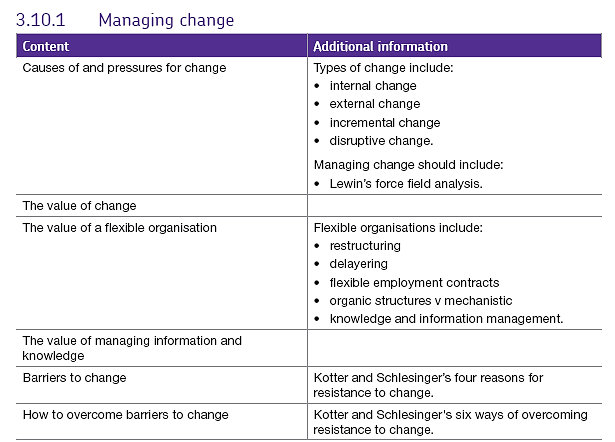 3.10.1 Managing change
Content Additional information
Causes of and pressures for change Types of change include:
• internal change
• external change
• incremental change
• disruptive change.
Managing change should include:
• Lewin's force field analysis.
The value of change
The value of a flexible organisation Flexible organisations include:
• restructuring
• delayering
• flexible employment contracts
• organic structures v mechanistic
• knowledge and information management.
The value of managing information and
knowledge
Barriers to change Kotter and Schlesinger's four reasons for
resistance to change.
How to overcome barriers to change Kotter and Schlesinger's six ways of overcoming
resistance to change.